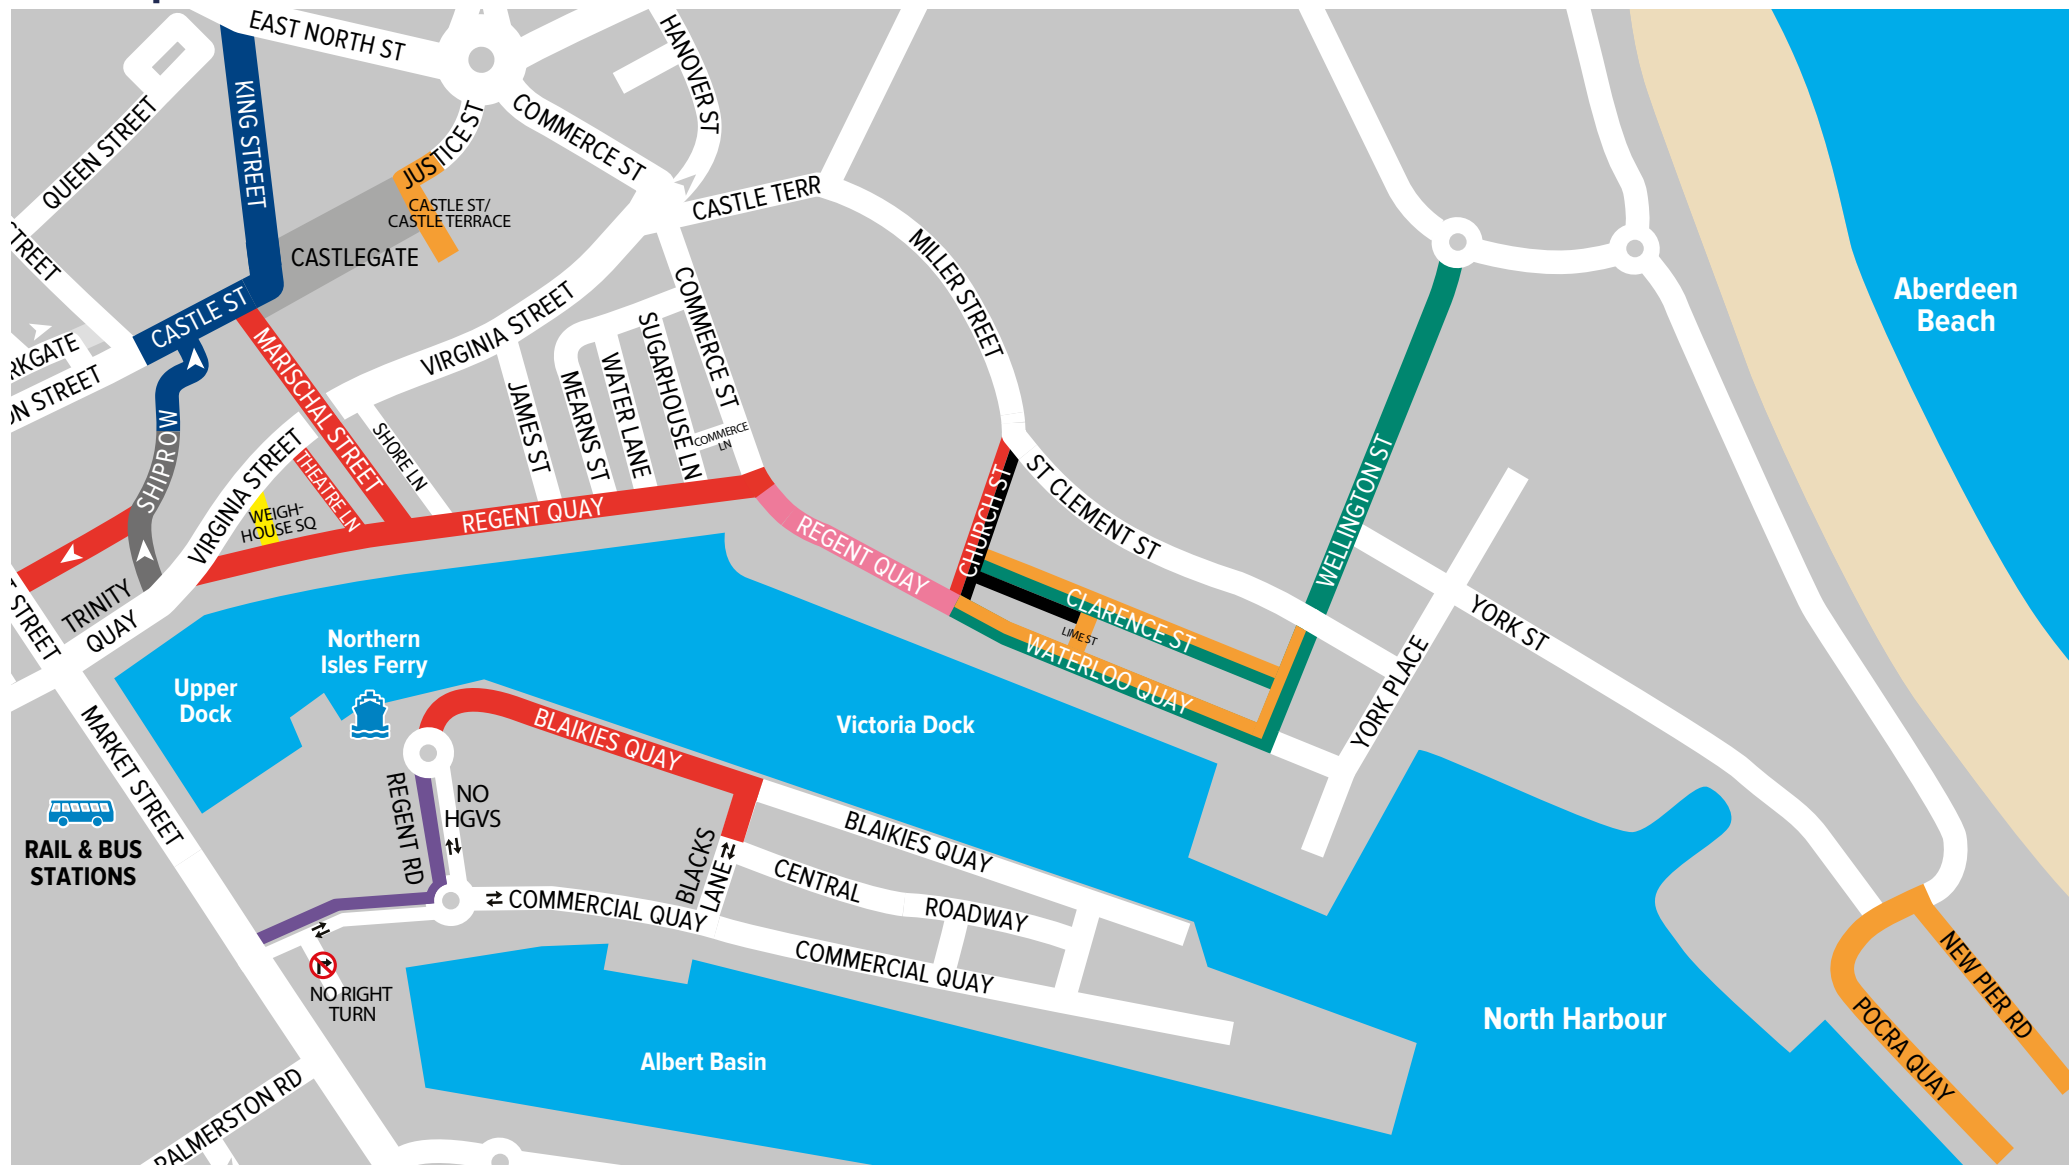 EAST NORTH ST
HANOVER ST
KING STREET
QUEEN STREET
JUSTICE ST
COMMERCE ST
CASTLE ST/
CASTLE TERRACE
CASTLE TERR
STREET
CASTLEGATE
MILLER STREET
CASTLE ST
RKGATE
ON STREET
MARISCHAL STREET
VIRGINIA STREET
COMMERCE ST
SUGARHOUSE LN
WATER LANE
MEARNS ST
JAMES ST
COMMERCE
LN
SHORE LN
SHIPROW
VIRGINIA STREET
THEATRE LN
WEIGH-
HOUSE SQ
REGENT QUAY
REGENT QUAY
CHURCH ST
ST CLEMENT ST
WELLINGTON ST
Aberdeen
Beach
TRINITY
QUAY
STREET
CLARENCE ST
LIME ST
WATERLOO QUAY
YORK ST
YORK PLACE
Northern
Isles Ferry
Upper
Dock
Victoria Dock
MARKET STREET
BLAIKIES QUAY
REGENT RD
NO
HGVS
RAIL & BUS
STATIONS
BLACKS
LANE
BLAIKIES QUAY
CENTRAL
ROADWAY
COMMERCIAL QUAY
COMMERCIAL QUAY
NO RIGHT
TURN
Albert Basin
North Harbour
NEW PIER RD
POCRA QUAY
PALMERSTON RD